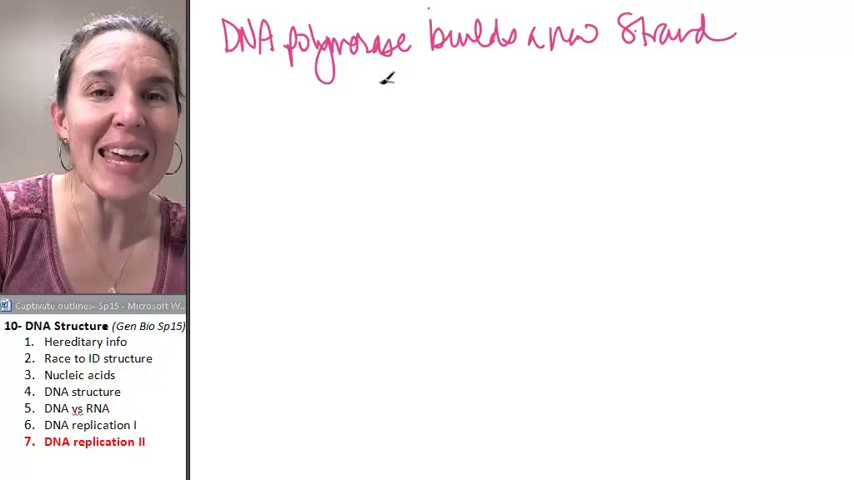 DNA polymerase builds a new strand
Captivate outlines- Sp15 - Microsoft W.
10- DNA Structure (Gen Bio Sp15)
1. Hereditary info
2. Race to ID structure
3. Nucleic acids
4. DNA structure
5. DNA vs RNA
6. DNA replication I
7. DNA replication II